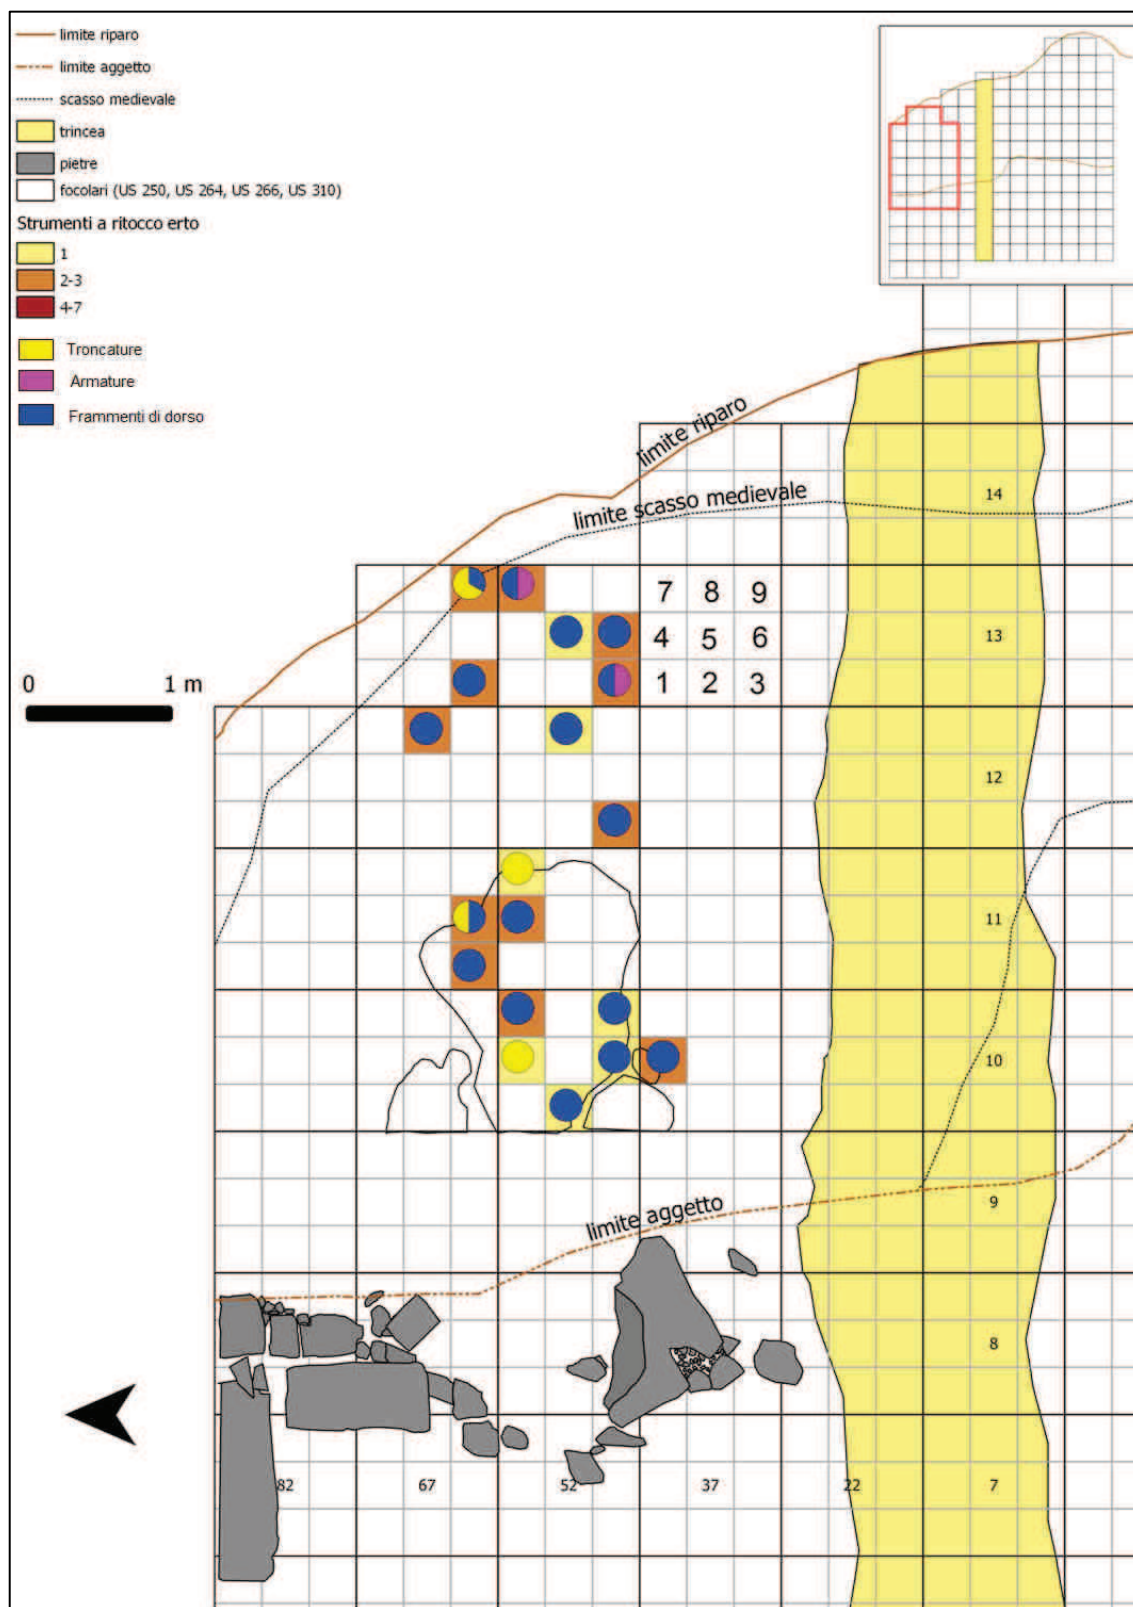 limite riparo
limite aggetto
scasso medievale
trincea
pietre
focolari (US 250, US 264, US 266, US 310)
Strumenti a ritocco erto
1
2-3
4-7
Troncature
Armature
Frammenti di dorso
limite riparo
limite scasso medievale
14
7 8 9
4 5 6
13
1 2 3
0 1 m
12
11
10
limite aggetto
9
8
82 67 52 37 22 7